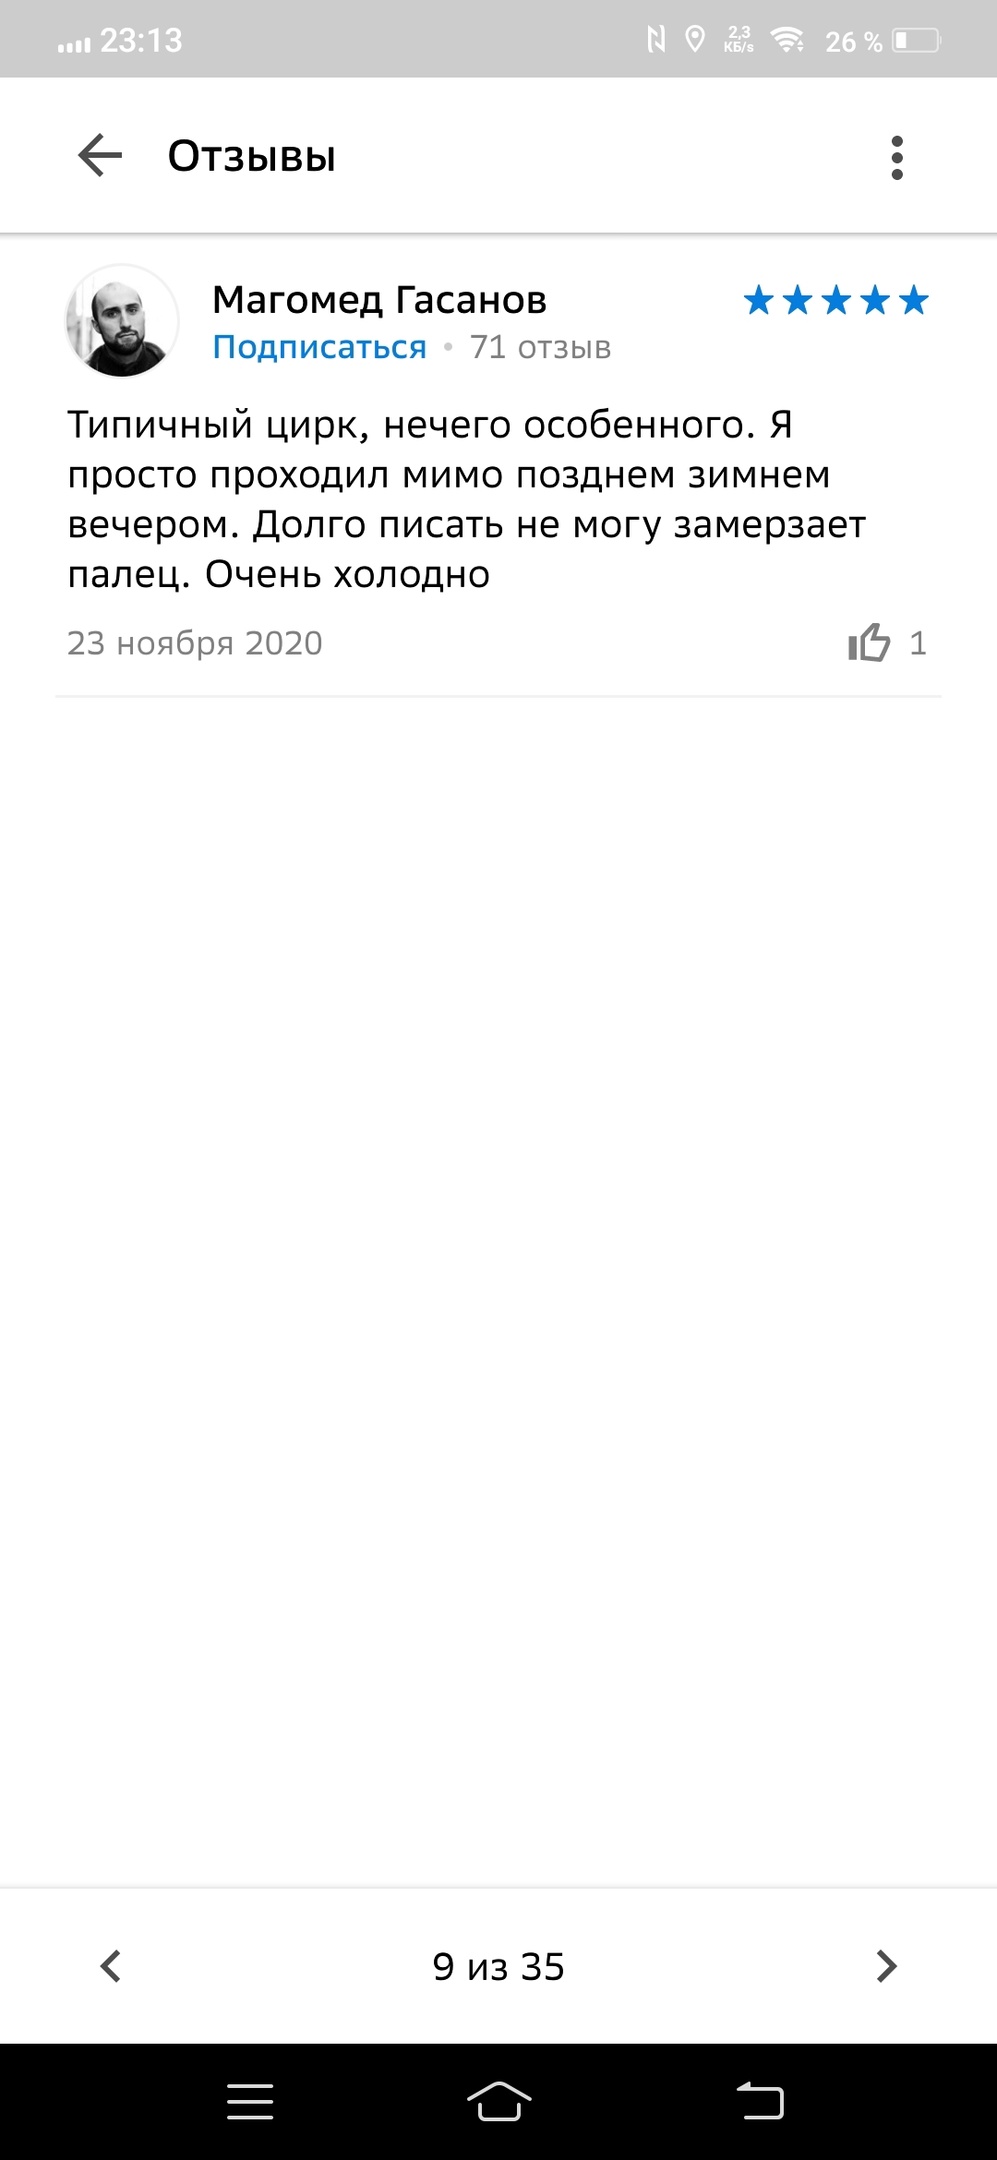 23:13
2,3
КБ/s
26 %
Отзывы
Магомед Гасанов
Подписаться • 71 отзыв
Типичный цирк, нечего особенного. Я
просто проходил мимо позднем зимнем
вечером. Долго писать не могу замерзает
палец. Очень холодно
23 ноября 2020
1
9 из 35